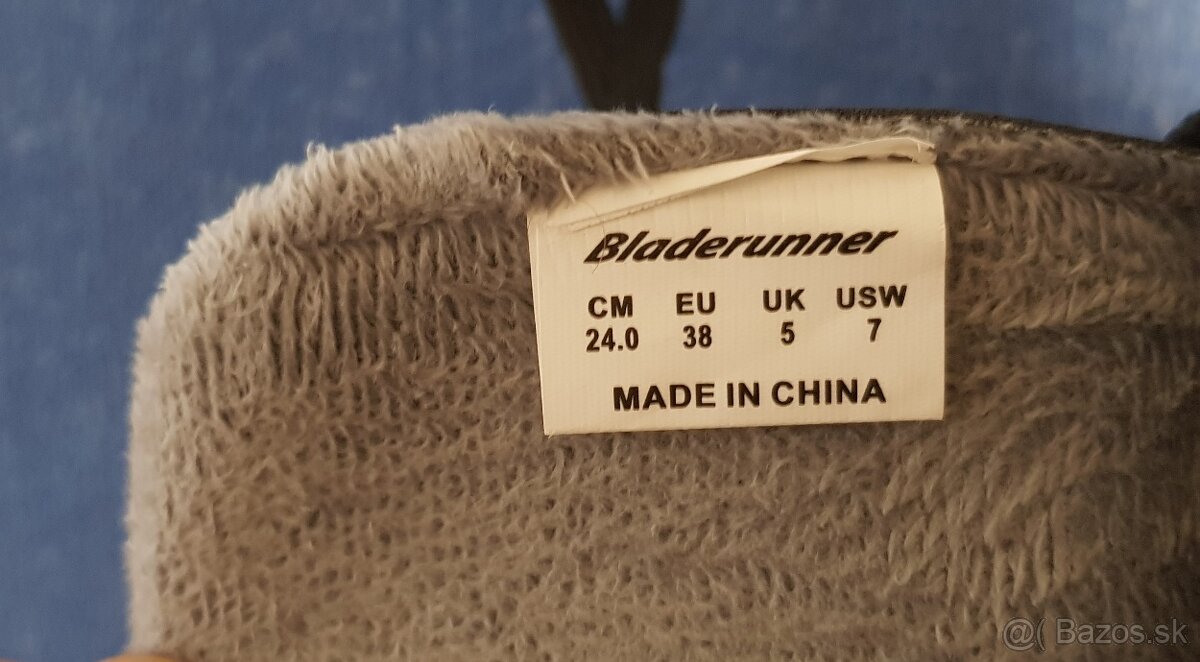 Bladerunner
CM EU UK USW
24.0 38 5 7
MADE IN CHINA
@( Bazos.sk